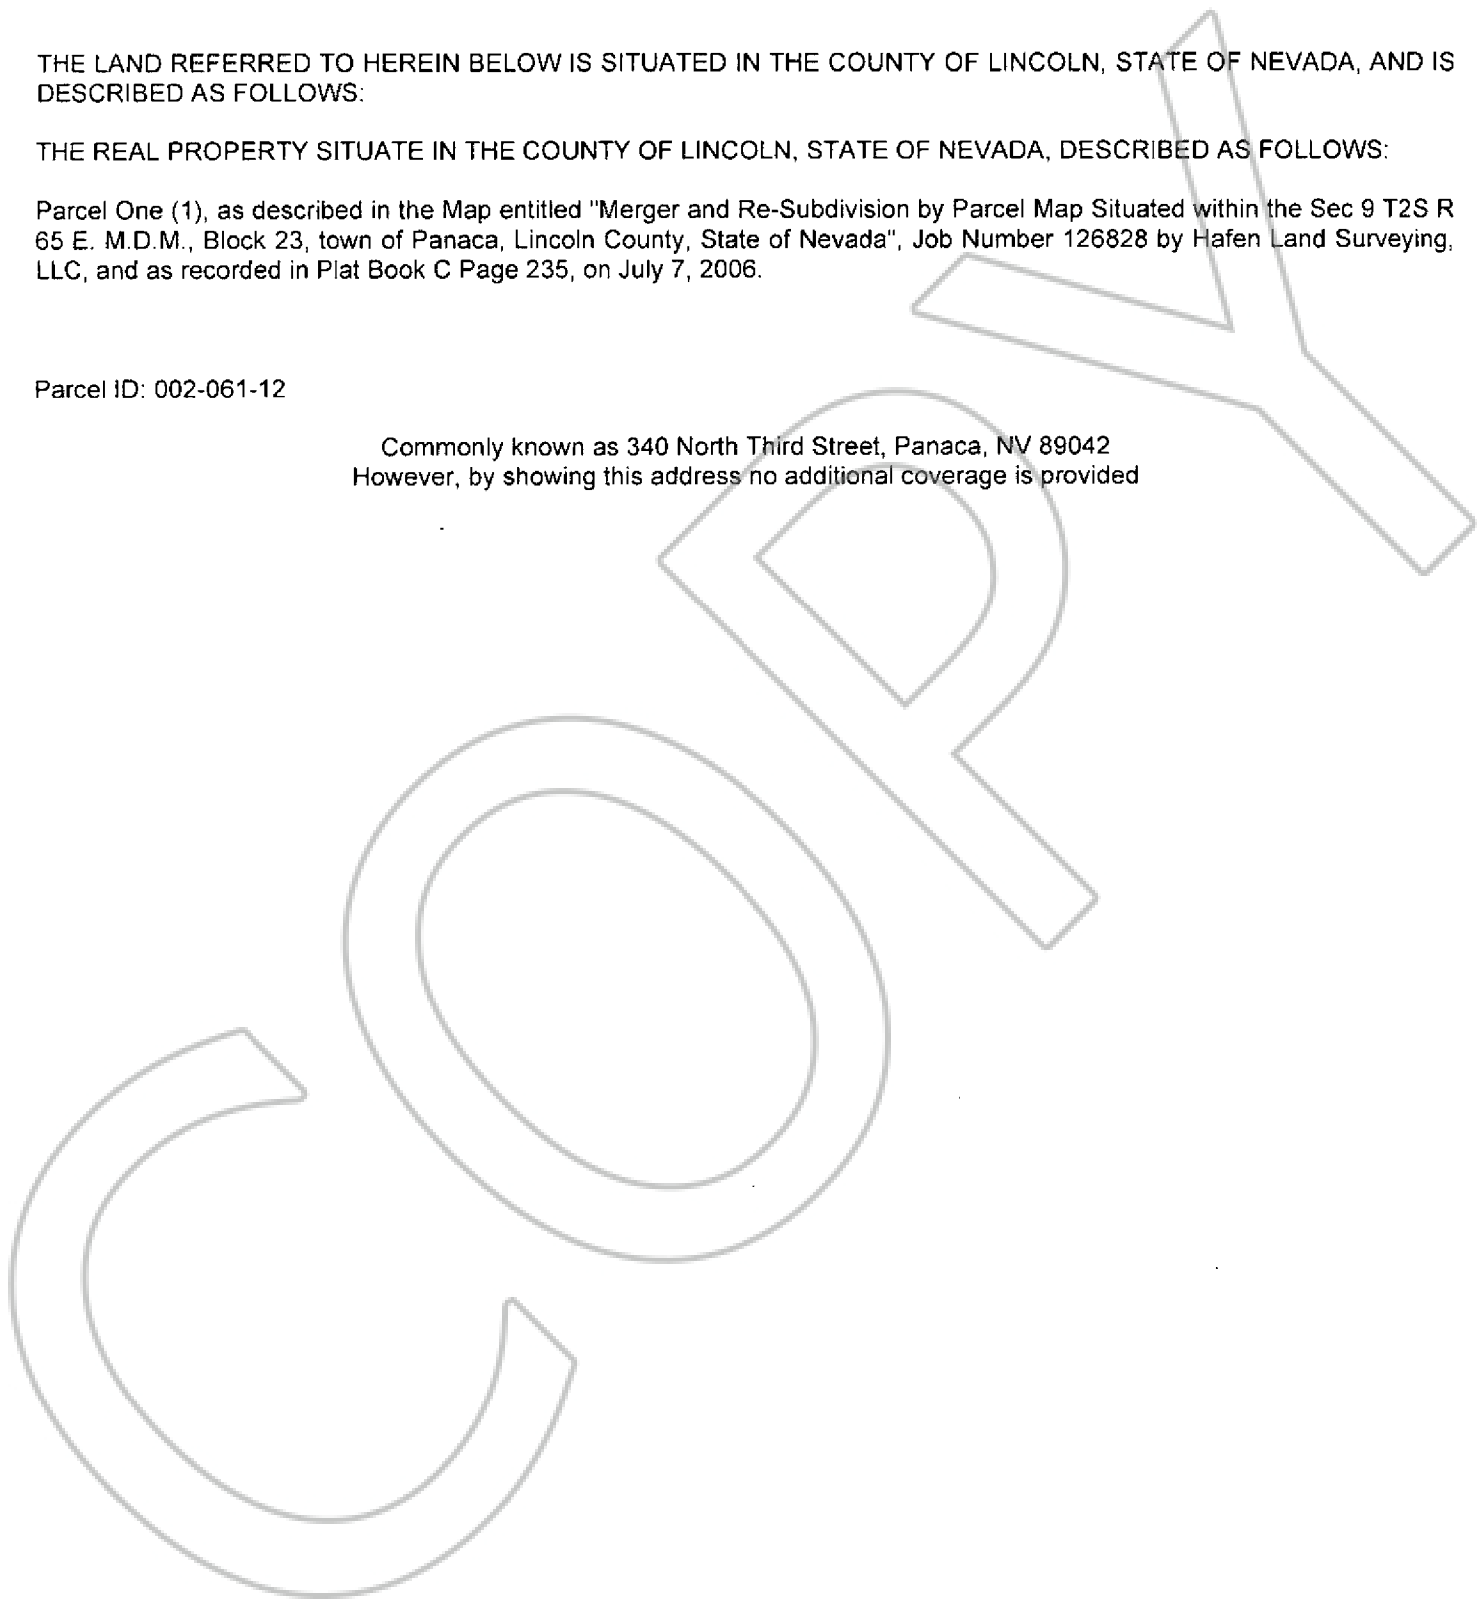 THE LAND REFERRED TO HEREIN BELOW IS SITUATED IN THE COUNTY OF LINCOLN, STATE OF NEVADA, AND IS
DESCRIBED AS FOLLOWS:
THE REAL PROPERTY SITUATE IN THE COUNTY OF LINCOLN, STATE OF NEVADA, DESCRIBED AS FOLLOWS:
Parcel One (1), as described in the Map entitled "Merger and Re-Subdivision by Parcel Map Situated within the Sec 9 T2S R
65 E. M.D.M., Block 23, town of Panaca, Lincoln County, State of Nevada", Job Number 126828 by Hafen Land Surveying,
LLC, and as recorded in Plat Book C Page 235, on July 7, 2006.
Parcel ID: 002-061-12
Commonly known as 340 North Third Street, Panaca, NV 89042
However, by showing this address no additional coverage is provided
COPY